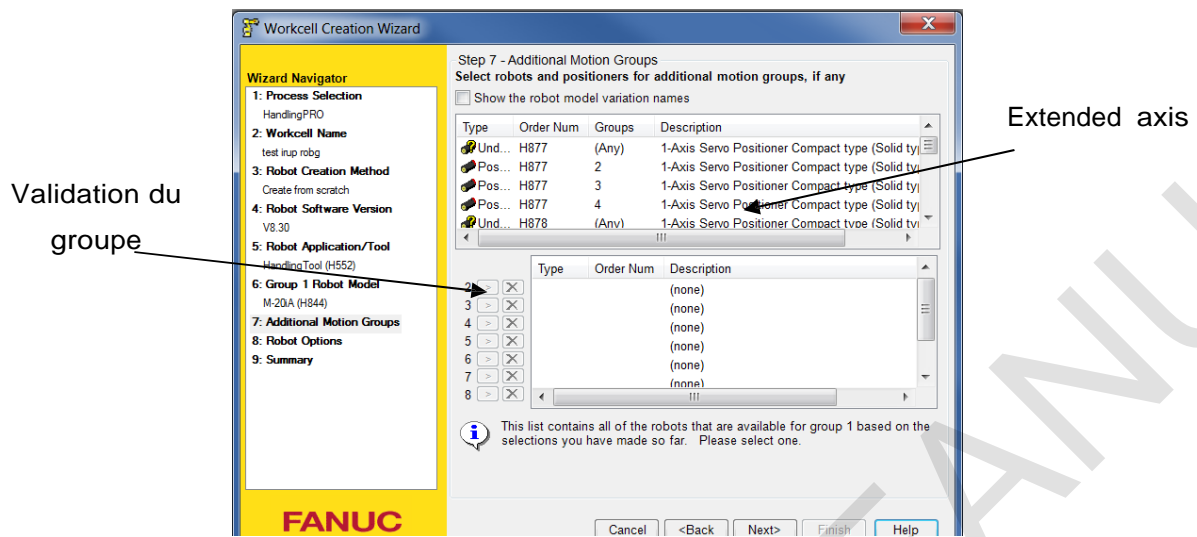 Workcell Creation Wizard
Wizard Navigator
1: Process Selection
HandlingPRO
2: Workcell Name
test irup robg
3: Robot Creation Method
Create from scratch
4: Robot Software Version
V8.30
5: Robot Application/Tool
HandlingTool (H552)
6: Group 1 Robot Model
M-20iA (H844)
7: Additional Motion Groups
8: Robot Options
9: Summary
FANUC
Step 7 - Additional Motion Groups
Select robots and positioners for additional motion groups, if any
Show the robot model variation names
Type Order Num Groups Description
Und... H877 (Any) 1-Axis Servo Positioner Compact type (Solid ty
Pos... H877 2 1-Axis Servo Positioner Compact type (Solid ty
Pos... H877 3 1-Axis Servo Positioner Compact type (Solid ty
Pos... H877 4 1-Axis Servo Positioner Compact type (Solid ty
Und... H878 (Any) 1-Axis Servo Positioner Compact type (Solid ty
Type Order Num Description
2 > X (none)
3 > X (none)
4 > X (none)
5 > X (none)
6 > X (none)
7 > X (none)
8 > X
This list contains all of the robots that are available for group 1 based on the
selections you have made so far. Please select one.
Cancel <Back Next> Finish Help
Validation du
groupe
Extended axis
FANU